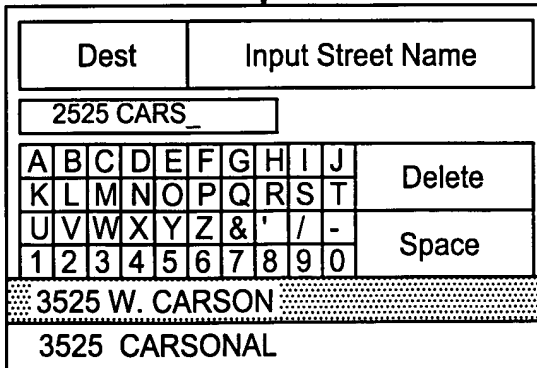 Dest Input Street Name
2525 CARS_
A B C D E F G H I J
K L M N O P Q R S T
Delete
U V W X Y Z & ' / -
1 2 3 4 5 6 7 8 9 0
Space
3525 W. CARSON
3525 CARSONAL